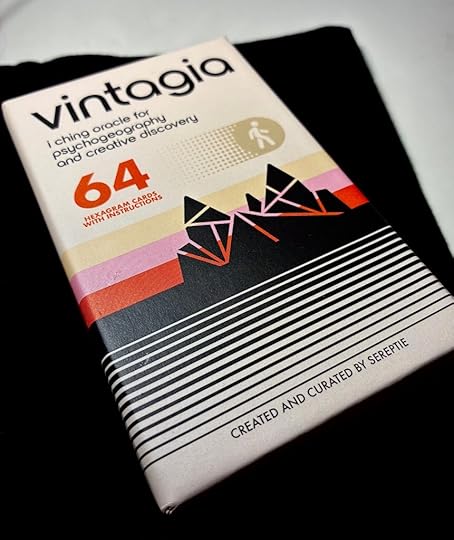 vintagia
I ching oracle for
psychogeography
and creative discovery
64
HEXAGRAM CARDS
WITH INSTRUCTIONS
CREATED AND CURATED BY SEREPTIE